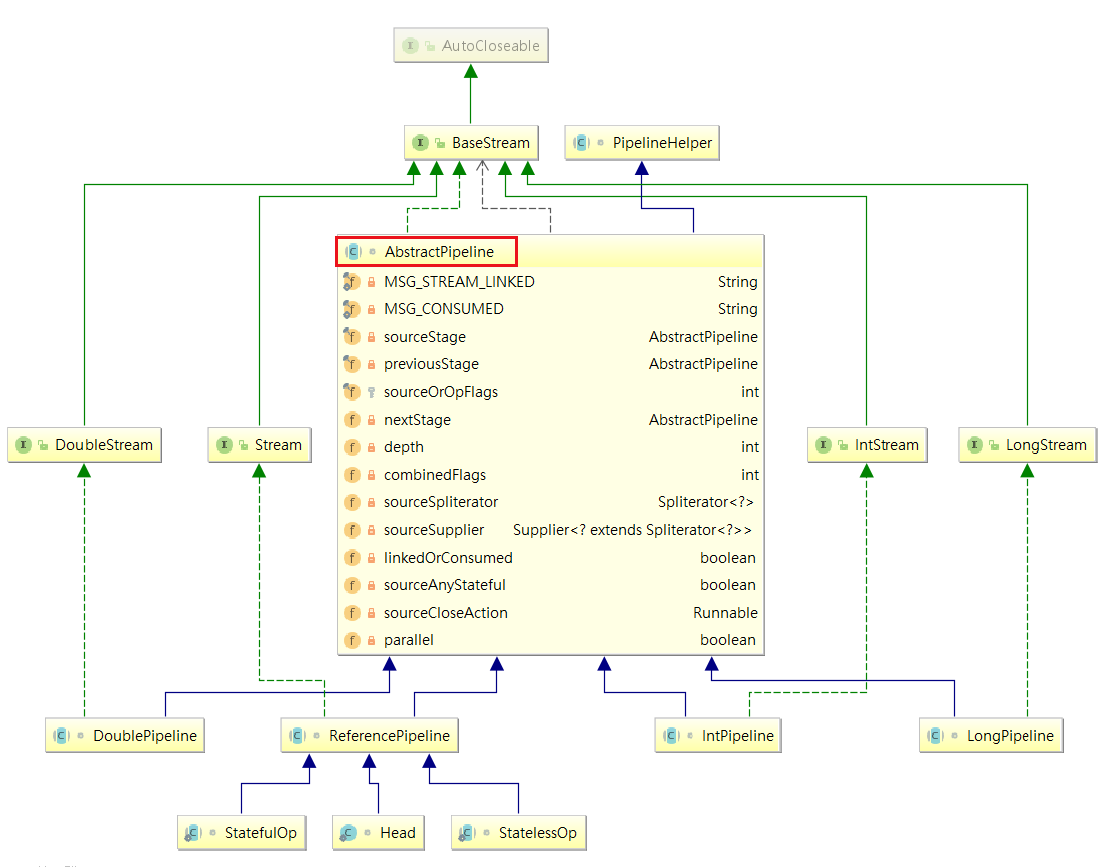 AutoCloseable
BaseStream
PipelineHelper
AbstractPipeline
MSG_STREAM_LINKED String
MSG_CONSUMED String
sourceStage AbstractPipeline
previousStage AbstractPipeline
sourceOrOpFlags int
nextStage AbstractPipeline
depth int
combinedFlags int
sourceSpliterator Spliterator<?>
sourceSupplier Supplier<? extends Spliterator<?>>
linkedOrConsumed boolean
sourceAnyStateful boolean
sourceCloseAction Runnable
parallel boolean
DoubleStream
Stream
IntStream
LongStream
DoublePipeline
ReferencePipeline
IntPipeline
LongPipeline
StatefulOp
Head
StatelessOp